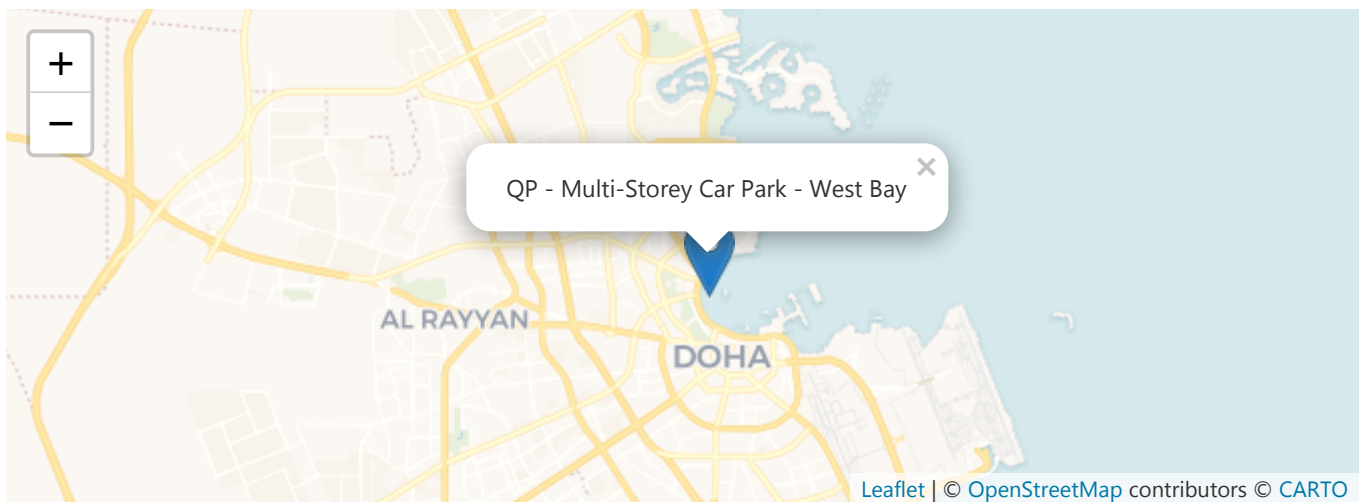 +
−
QP - Multi-Storey Car Park - West Bay
×
AL RAYYAN
DOHA
Leaflet | © OpenStreetMap contributors © CARTO